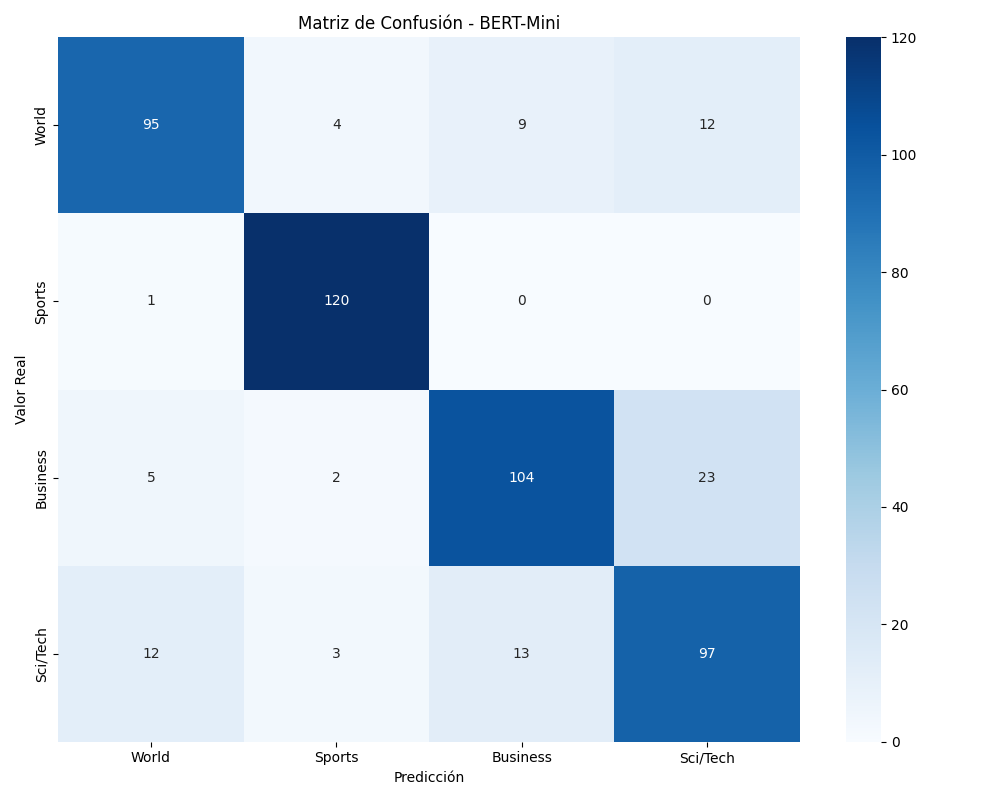 Matriz de Confusión - BERT-Mini
Valor Real
World
95 4 9 12
Sports
1 120 0 0
Business
5 2 104 23
Sci/Tech
12 3 13 97
World Sports Business Sci/Tech
Predicción
120
100
80
60
40
20
0